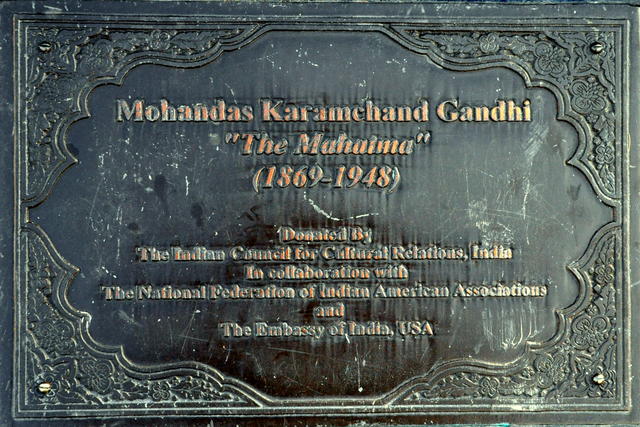 Mohandas Karamchand Gandhi
"The Mahatma"
(1869-1948)
Donated By
The Indian Council for Cultural Relations, India
In collaboration with
The National Federation of Indian American Associations
and
The Embassy of India, USA